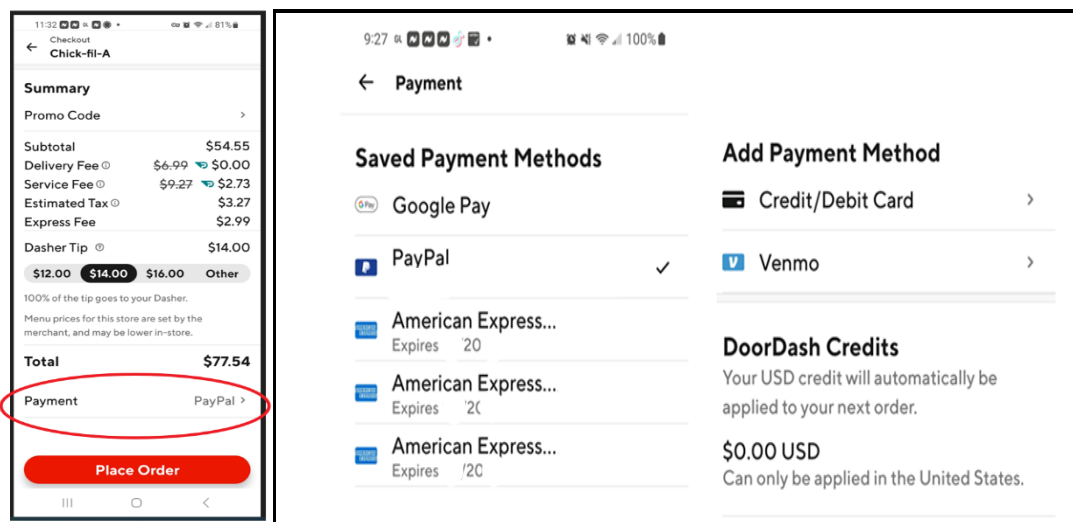 11:32 81%
Checkout
Chick-fil-A
Summary
Promo Code
Subtotal $54.55
Delivery Fee $6.99 $0.00
Service Fee $9.27 $2.73
Estimated Tax $3.27
Express Fee $2.99
Dasher Tip $14.00
$12.00 $14.00 $16.00 Other
100% of the tip goes to your Dasher.
Menu prices for this store are set by the
merchant, and may be lower in-store.
Total $77.54
Payment PayPal
Place Order
9:27 100%
Payment
Saved Payment Methods
G Pay Google Pay
PayPal
American Express...
Expires '20
American Express...
Expires
American Express...
Expires /20
Add Payment Method
Credit/Debit Card
Venmo
DoorDash Credits
Your USD credit will automatically be
applied to your next order.
$0.00 USD
Can only be applied in the United States.